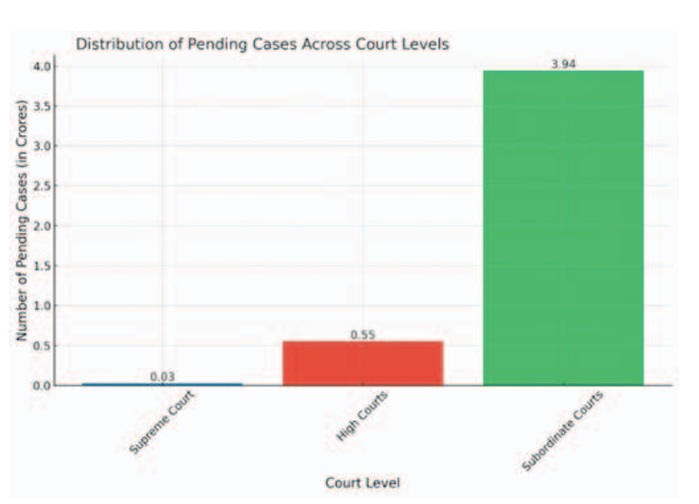 Distribution of Pending Cases Across Court Levels
Number of Pending Cases (in Crores)
4.0
3.5
3.0
2.5
2.0
1.5
1.0
0.5
0.0
0.03
0.55
3.94
Supreme Court
High Courts
Subordinate Courts
Court Level